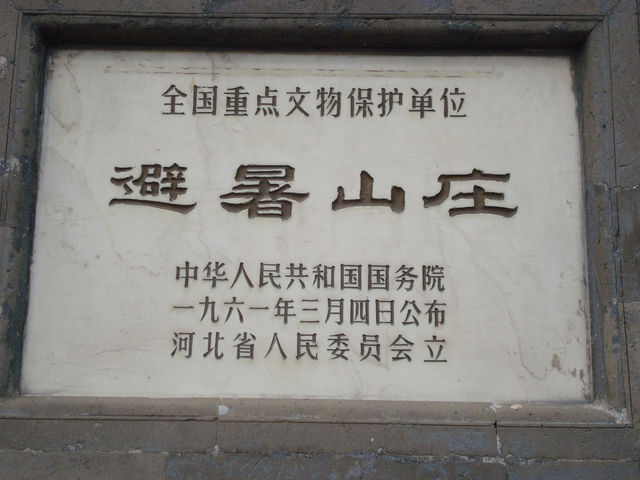 全国重点文物保护单位
避暑山庄
中华人民共和国国务院
一九六一年三月四日公布
河北省人民委员会立